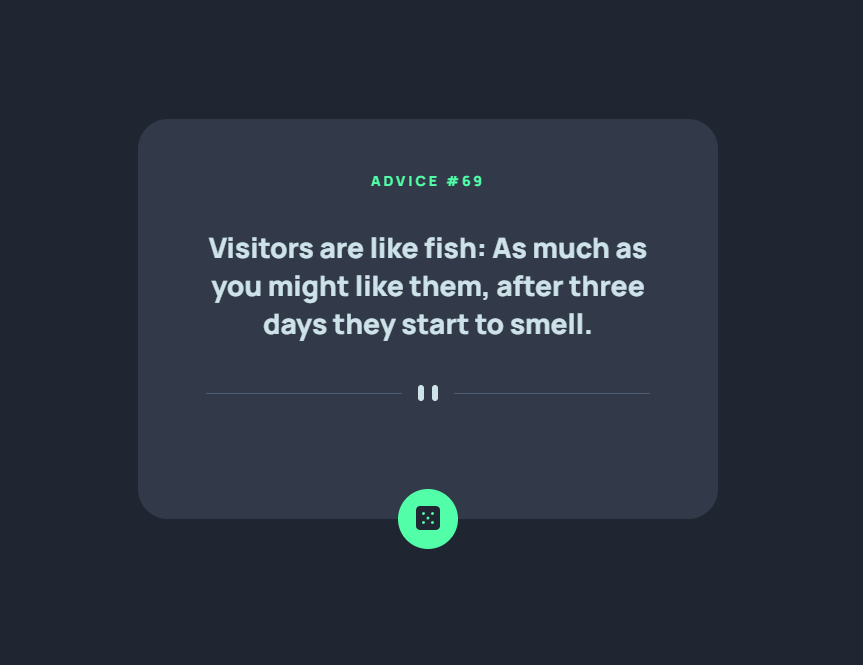 ADVICE #69
Visitors are like fish: As much as
you might like them, after three
days they start to smell.